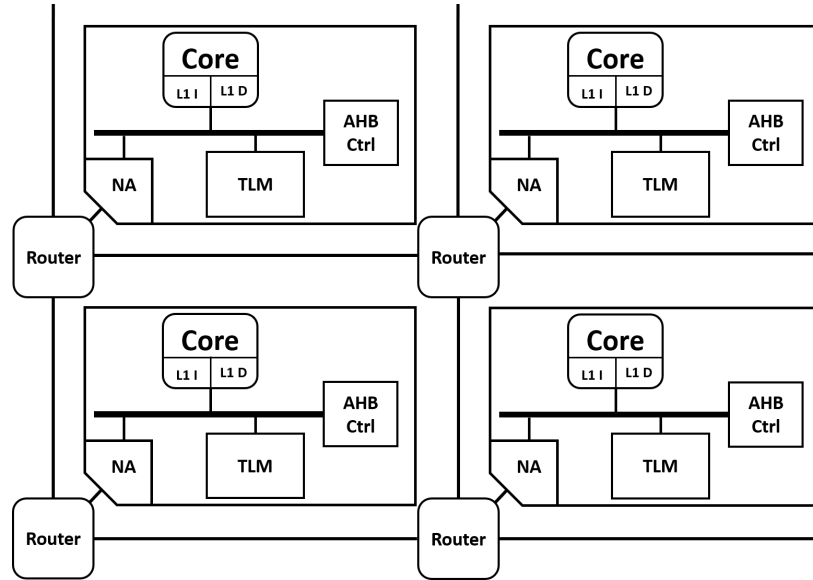 Core
L1 I L1 D
AHB
Ctrl
NA
TLM
Router
Core
L1 I L1 D
AHB
Ctrl
NA
TLM
Router
Core
L1 I L1 D
AHB
Ctrl
NA
TLM
Router
Core
L1 I L1 D
AHB
Ctrl
NA
TLM
Router